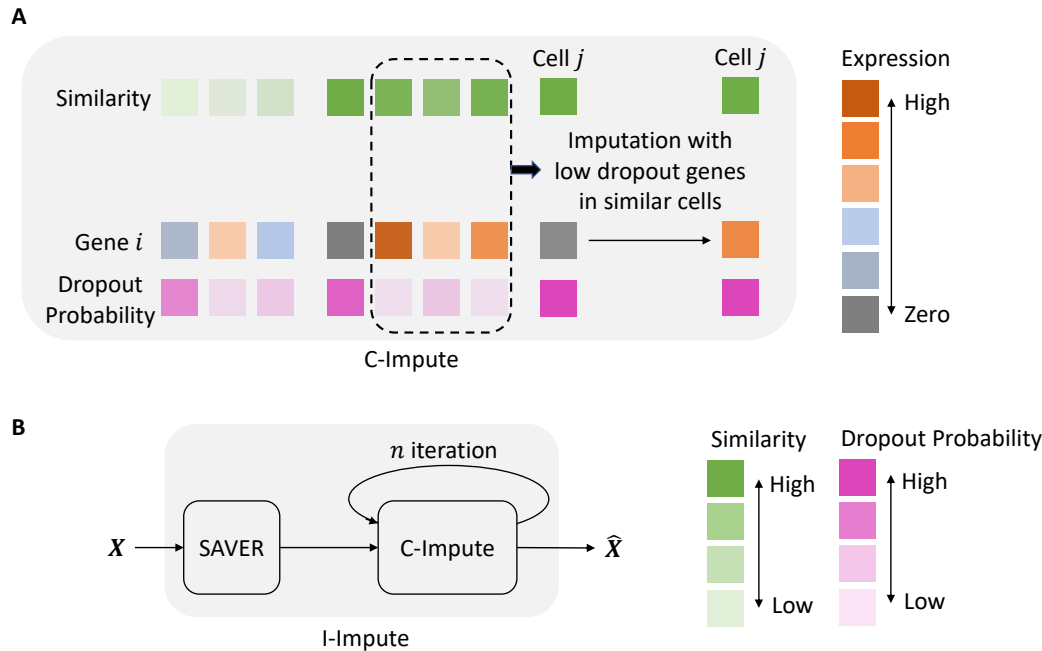 A
Cell j
Cell j
Expression
Similarity
High
Imputation with
low dropout genes
in similar cells
Gene i
Dropout
Probability
Zero
C-Impute
B
n iteration
Similarity
Dropout Probability
High
High
X
SAVER
C-Impute
X̂
Low
Low
I-Impute